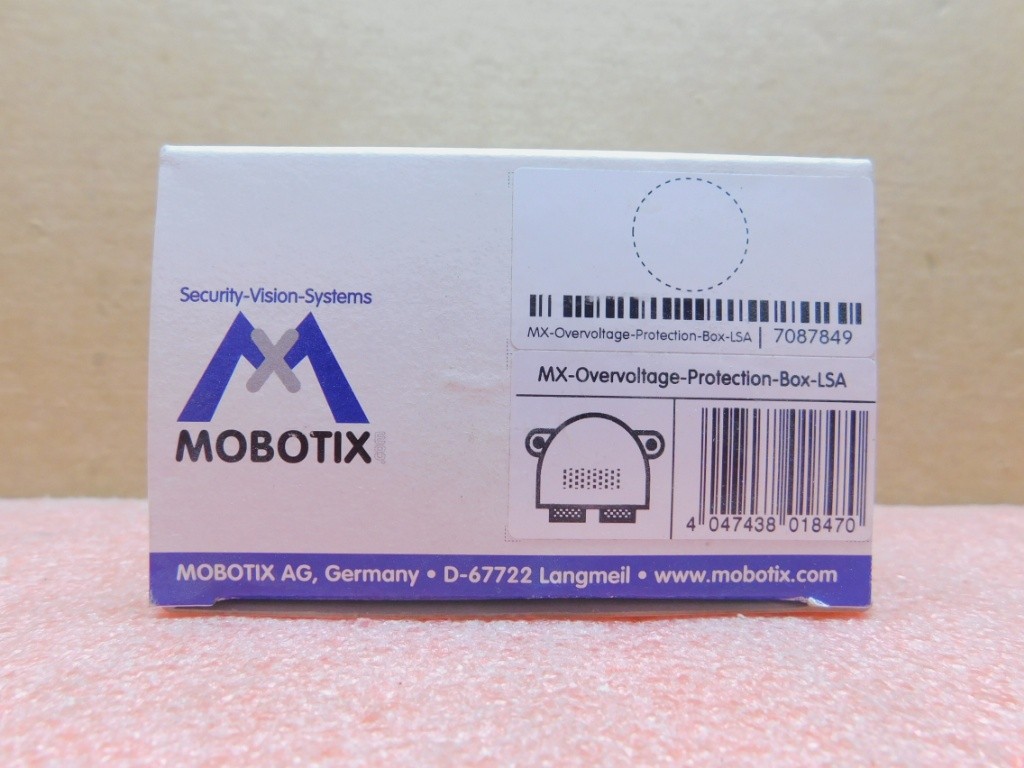 Security-Vision-Systems
MX
MOBOTIX
MX-Overvoltage-Protection-Box-LSA | 7087849
MX-Overvoltage-Protection-Box-LSA
4 047438 018470
MOBOTIX AG, Germany • D-67722 Langmeil • www.mobotix.com